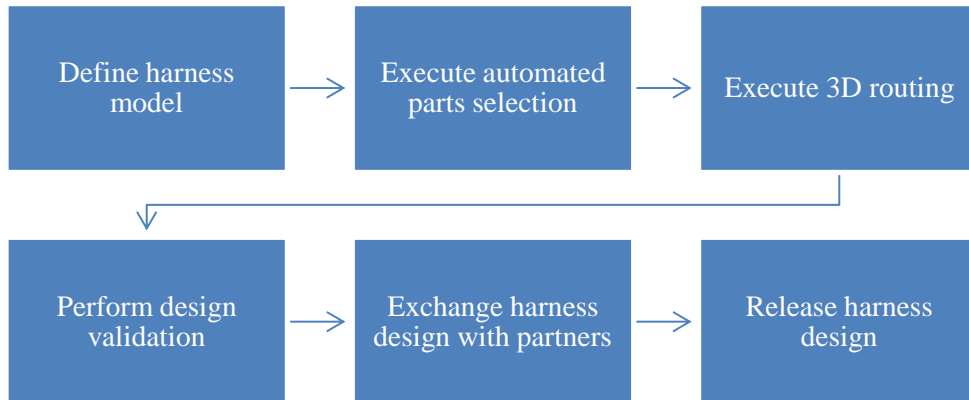 Define harness
model
Execute automated
parts selection
Execute 3D routing
Perform design
validation
Exchange harness
design with partners
Release harness
design